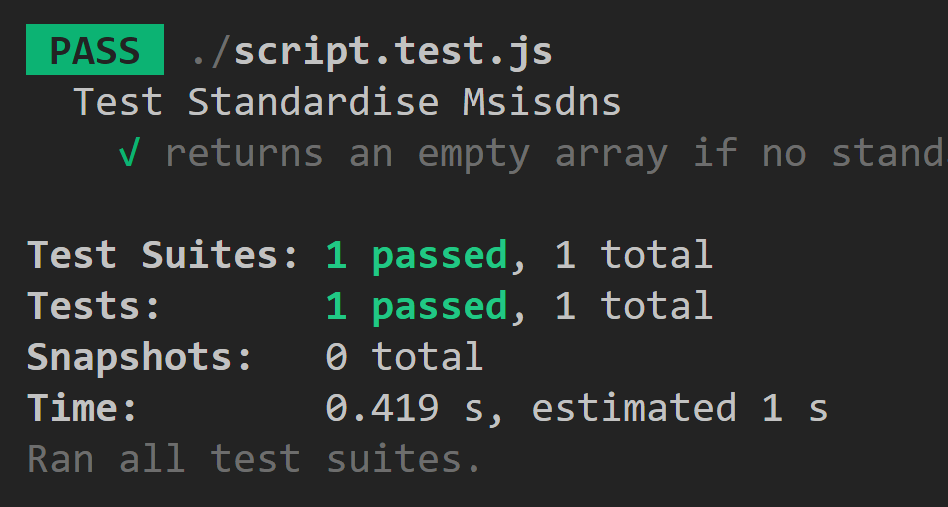 PASS ./script.test.js
Test Standardise Msisdns
√ returns an empty array if no stand
Test Suites: 1 passed, 1 total
Tests: 1 passed, 1 total
Snapshots: 0 total
Time: 0.419 s, estimated 1 s
Ran all test suites.